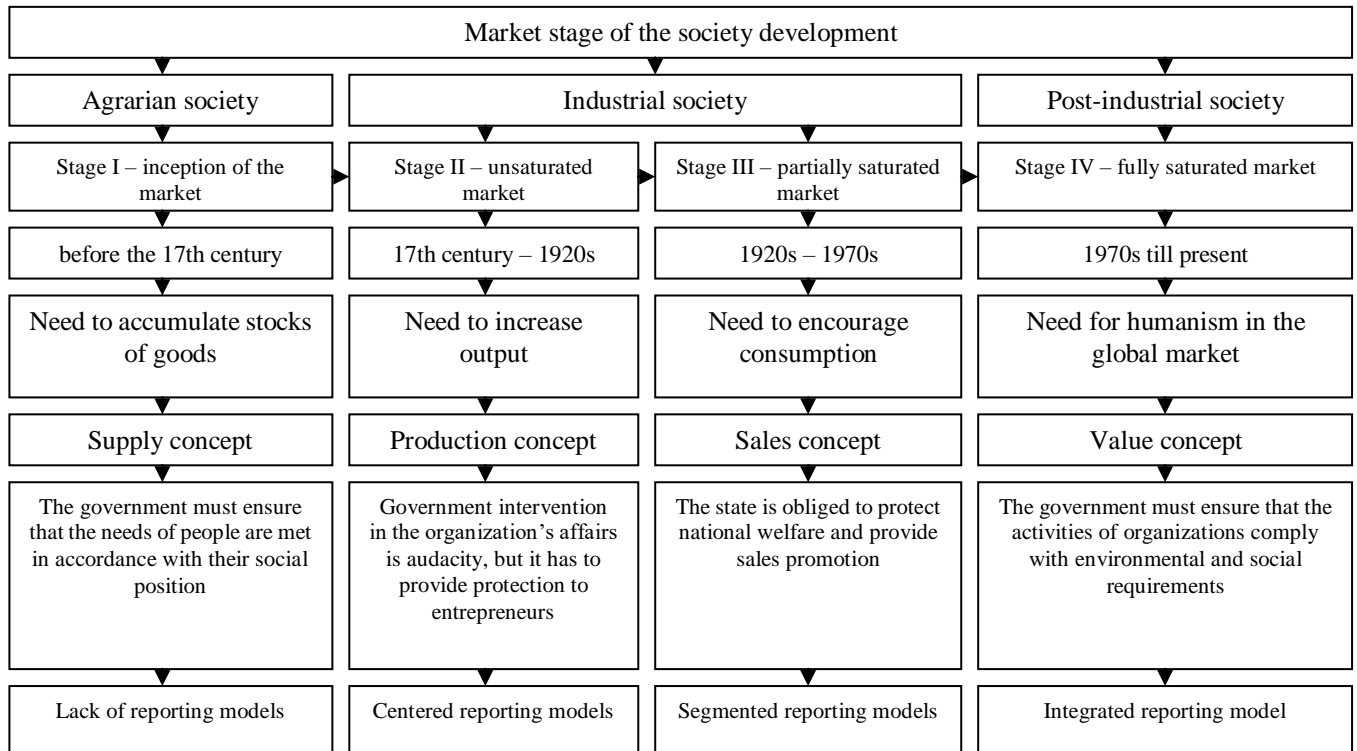 Market stage of the society development
Agrarian society
Industrial society
Post-industrial society
Stage I – inception of the
market
Stage II – unsaturated
market
Stage III – partially saturated
market
Stage IV – fully saturated market
before the 17th century
17th century – 1920s
1920s – 1970s
1970s till present
Need to accumulate stocks
of goods
Need to increase
output
Need to encourage
consumption
Need for humanism in the
global market
Supply concept
Production concept
Sales concept
Value concept
The government must ensure
that the needs of people are met
in accordance with their social
position
Government intervention
in the organization’s affairs
is audacity, but it has to
provide protection to
entrepreneurs
The state is obliged to protect
national welfare and provide
sales promotion
The government must ensure that the
activities of organizations comply
with environmental and social
requirements
Lack of reporting models
Centered reporting models
Segmented reporting models
Integrated reporting model